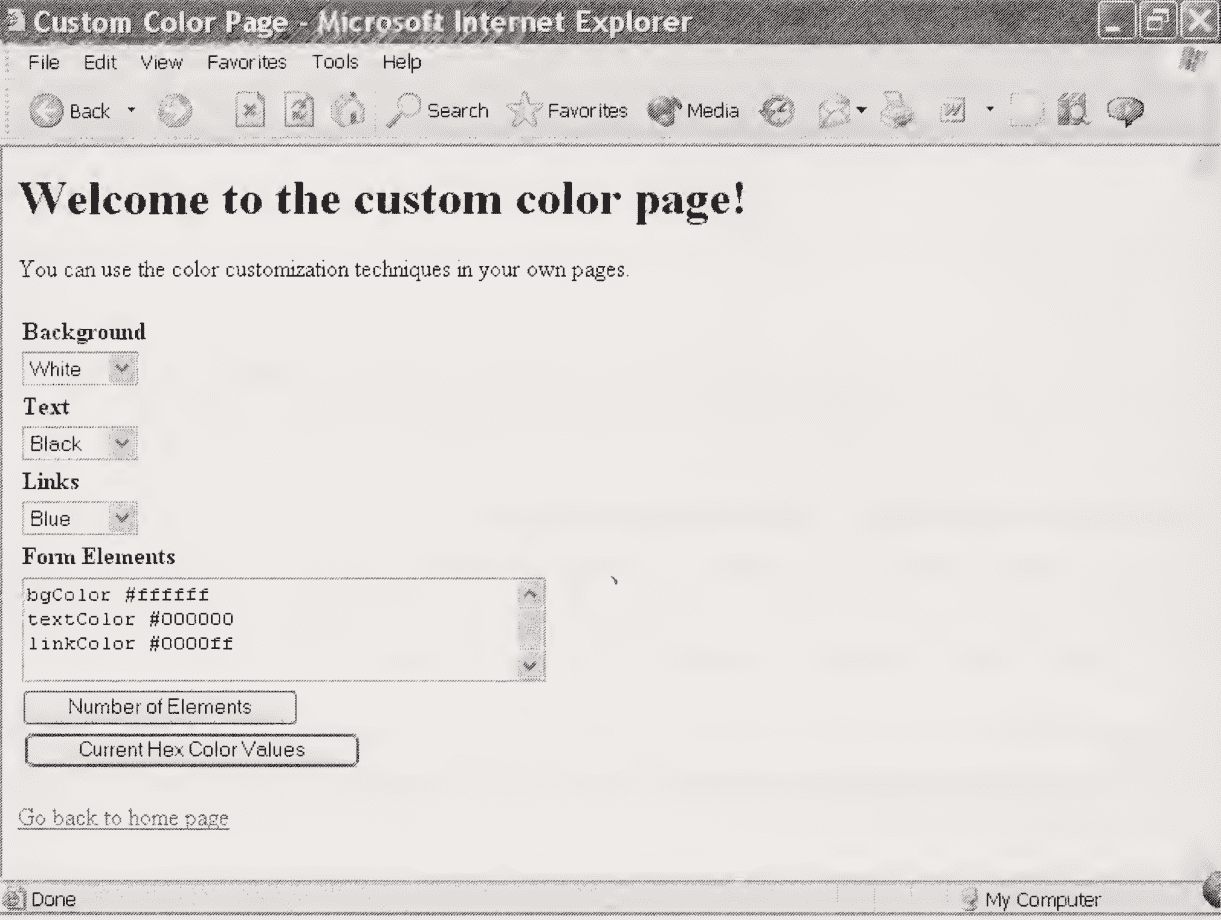 Custom Color Page - Microsoft Internet Explorer
File Edit View Favorites Tools Help
Back Search Favorites Media
Welcome to the custom color page!
You can use the color customization techniques in your own pages.
Background
White
Text
Black
Links
Blue
Form Elements
bgColor #ffffff
textColor #000000
linkColor #0000ff
Number of Elements
Current Hex Color Values
Go back to home page
Done My Computer